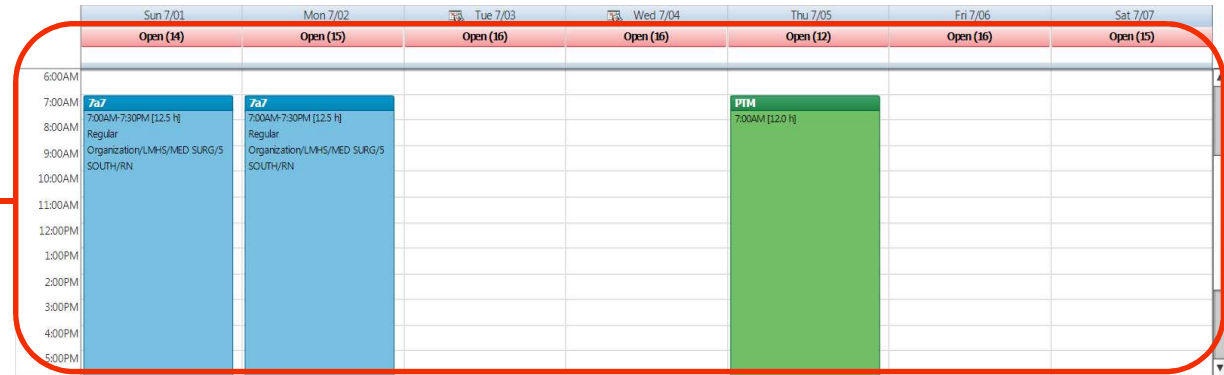 Sun 7/01 Mon 7/02 Tue 7/03 Wed 7/04 Thu 7/05 Fri 7/06 Sat 7/07
Open (14) Open (15) Open (16) Open (16) Open (12) Open (16) Open (15)
6:00AM
7:00AM 7a7 7a7 PTM
7:00AM-7:30PM [12.5 h] 7:00AM-7:30PM [12.5 h] 7:00AM [12.0 h]
8:00AM Regular Regular
9:00AM Organization/LMHS/MED SURG/5 Organization/LMHS/MED SURG/5
SOUTH/RN SOUTH/RN
10:00AM
11:00AM
12:00PM
1:00PM
2:00PM
3:00PM
4:00PM
5:00PM